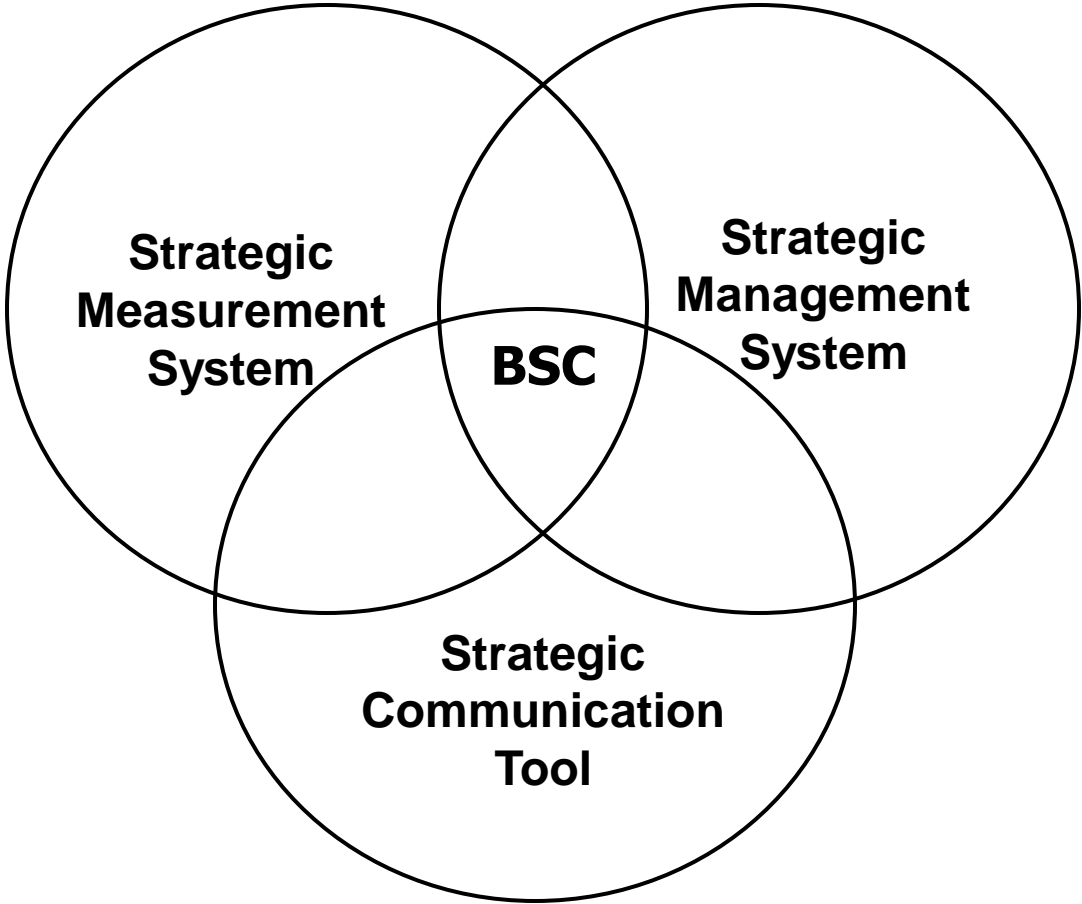 Strategic
Measurement
System
Strategic
Management
System
BSC
Strategic
Communication
Tool